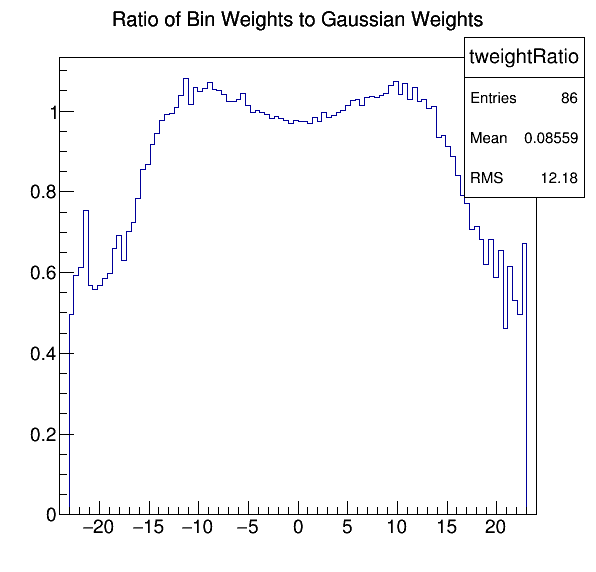 Ratio of Bin Weights to Gaussian Weights
tweightRatio
Entries 86
Mean 0.08559
RMS 12.18
1
0.8
0.6
0.4
0.2
0
−20 −15 −10 −5 0 5 10 15 20